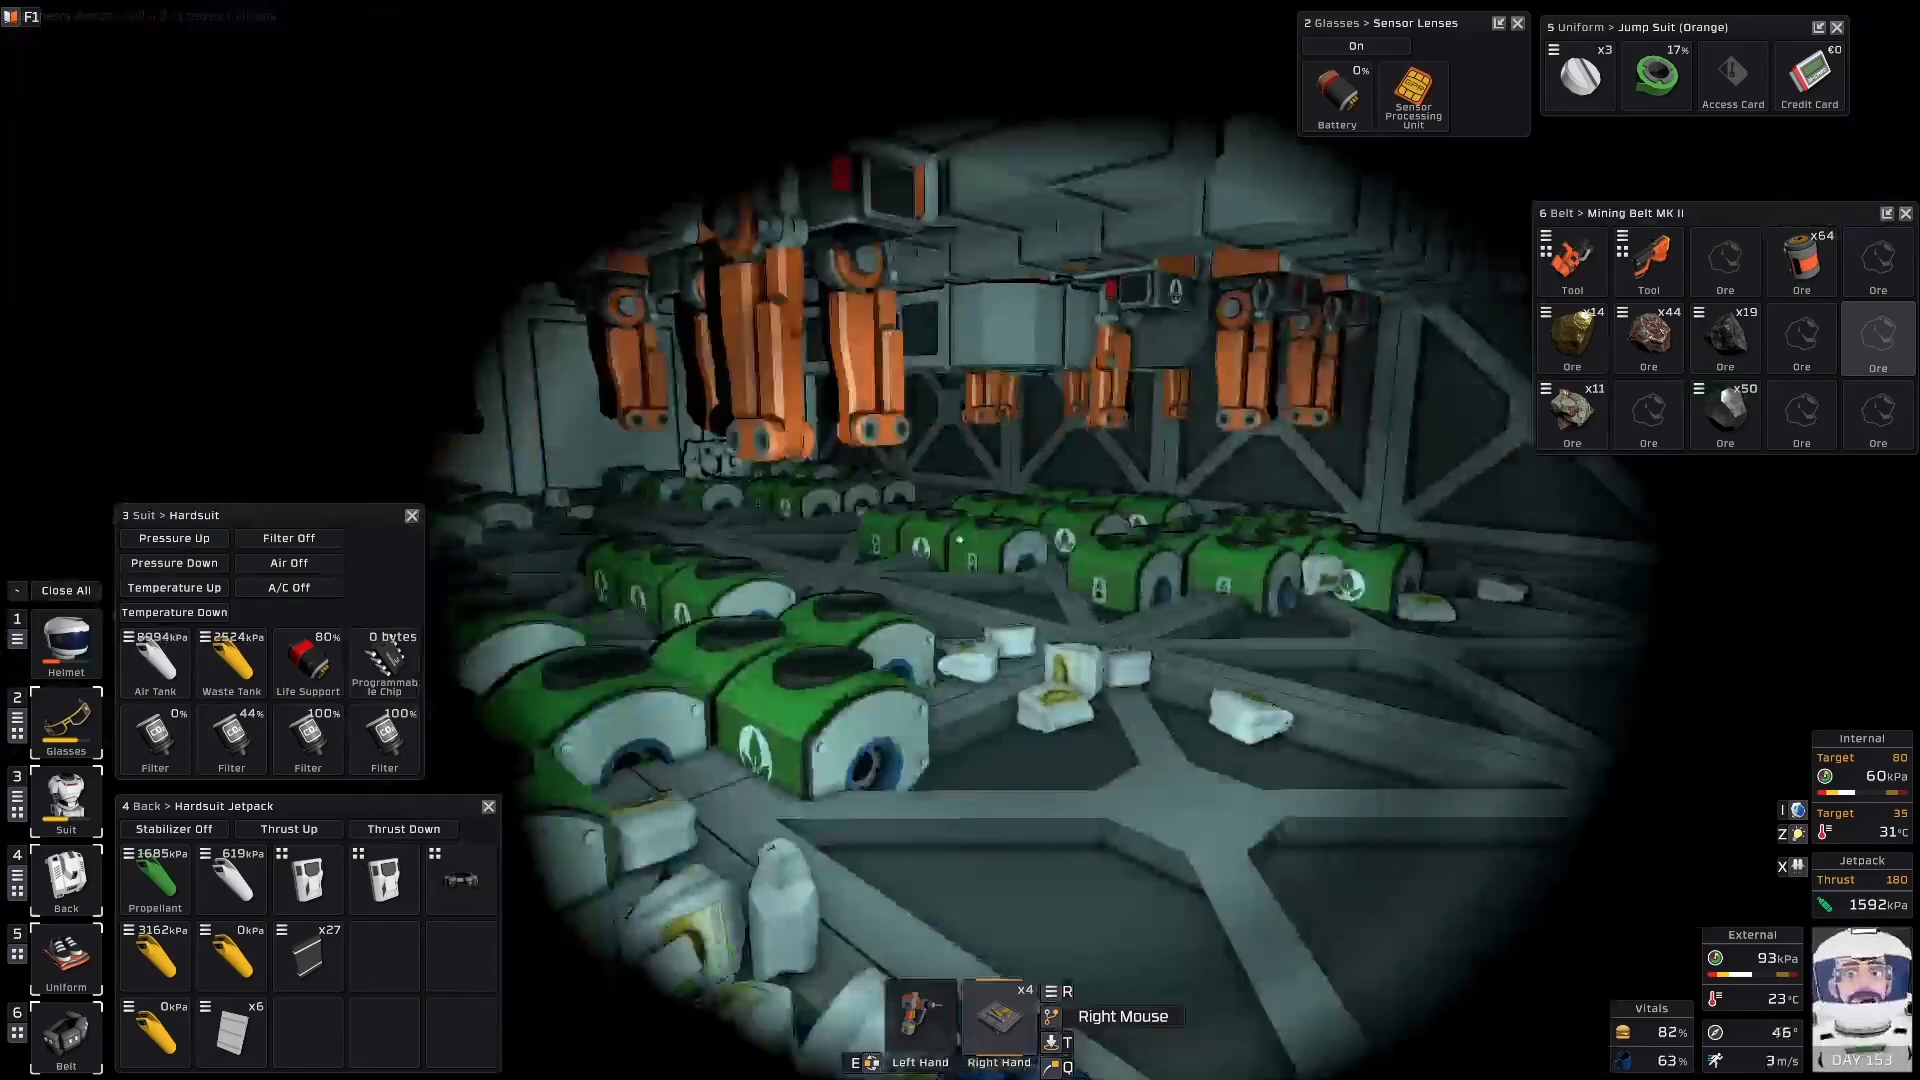 F1
2 Glasses > Sensor Lenses
On
0%
Battery
Sensor Processing Unit
5 Uniform > Jump Suit (Orange)
x3
17%
Access Card
€0
Credit Card
6 Belt > Mining Belt MK II
Tool
Tool
Ore
x64
Ore
Ore
x14
Ore
x44
Ore
x19
Ore
Ore
Ore
x11
Ore
Ore
x50
Ore
Ore
Ore
3 Suit > Hardsuit
Pressure Up
Filter Off
Pressure Down
Air Off
Temperature Up
A/C Off
Temperature Down
8994kPa
Air Tank
2524kPa
Waste Tank
80%
Life Support
0 bytes
Programmable Chip
0%
Filter
44%
Filter
100%
Filter
100%
Filter
~ Close All
1
Helmet
2
Glasses
3
Suit
4
Back
5
Uniform
6
Belt
4 Back > Hardsuit Jetpack
Stabilizer Off
Thrust Up
Thrust Down
1685kPa
Propellant
619kPa
3162kPa
0kPa
x27
0kPa
x6
E
Left Hand
x4
Right Hand
R
Right Mouse
T
Q
Internal
Target 80
60kPa
Target 35
31°C
I
Z
X
Jetpack
Thrust 180
1592kPa
External
93kPa
23°C
Vitals
82%
63%
46°
3m/s
DAY 153